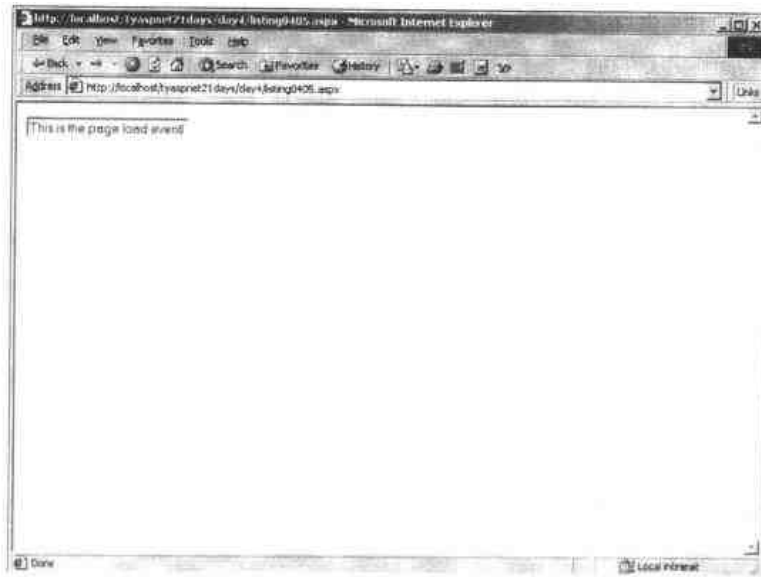 http://localhost/tyaspnet21days/day4/listing0405.aspx - Microsoft Internet Explorer
File Edit View Favorites Tools Help
Back Search Favorites History
Address http://localhost/tyaspnet21days/day4/listing0405.aspx Links
This is the page load event!
Done Local intranet